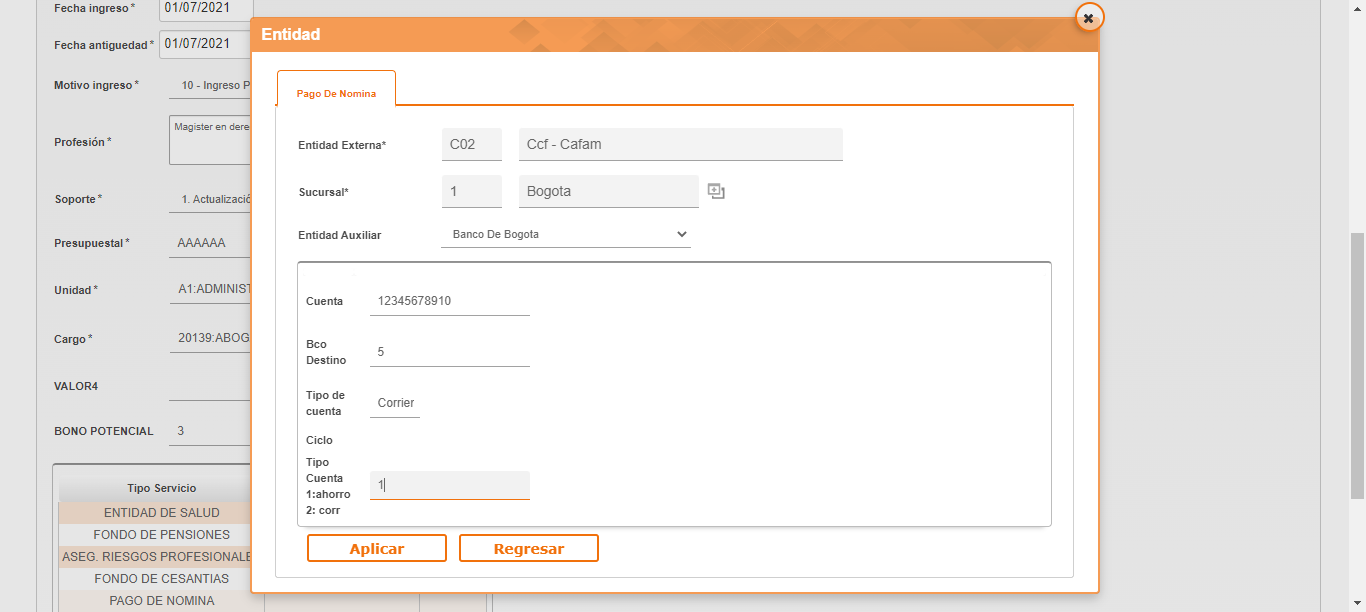 Fecha ingreso* 01/07/2021
Fecha antiguedad* 01/07/2021
Motivo ingreso* 10 - Ingreso P
Profesión* Magister en dere
Soporte* 1. Actualizació
Presupuestal* AAAAAA
Unidad* A1:ADMINIST
Cargo* 20139:ABOG
VALOR4
BONO POTENCIAL 3
Tipo Servicio
ENTIDAD DE SALUD
FONDO DE PENSIONES
ASEG. RIESGOS PROFESIONALE
FONDO DE CESANTIAS
PAGO DE NOMINA
Entidad
Pago De Nomina
Entidad Externa* C02 Ccf - Cafam
Sucursal* 1 Bogota
Entidad Auxiliar Banco De Bogota
Cuenta 12345678910
Bco
Destino 5
Tipo de
cuenta Corrier
Ciclo
Tipo
Cuenta
1:ahorro 1
2: corr
Aplicar Regresar